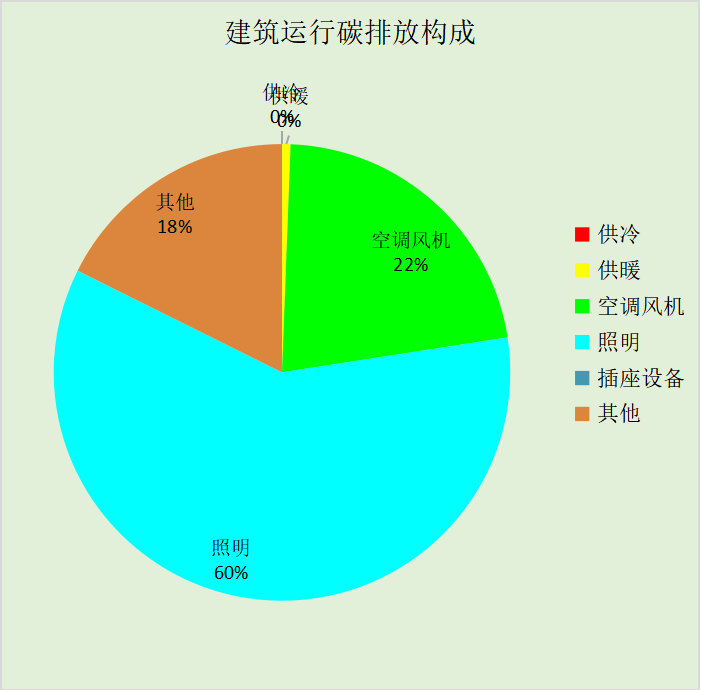 建筑运行碳排放构成
供冷
0%
供暖
0%
其他
18%
空调风机
22%
照明
60%
供冷
供暖
空调风机
照明
插座设备
其他